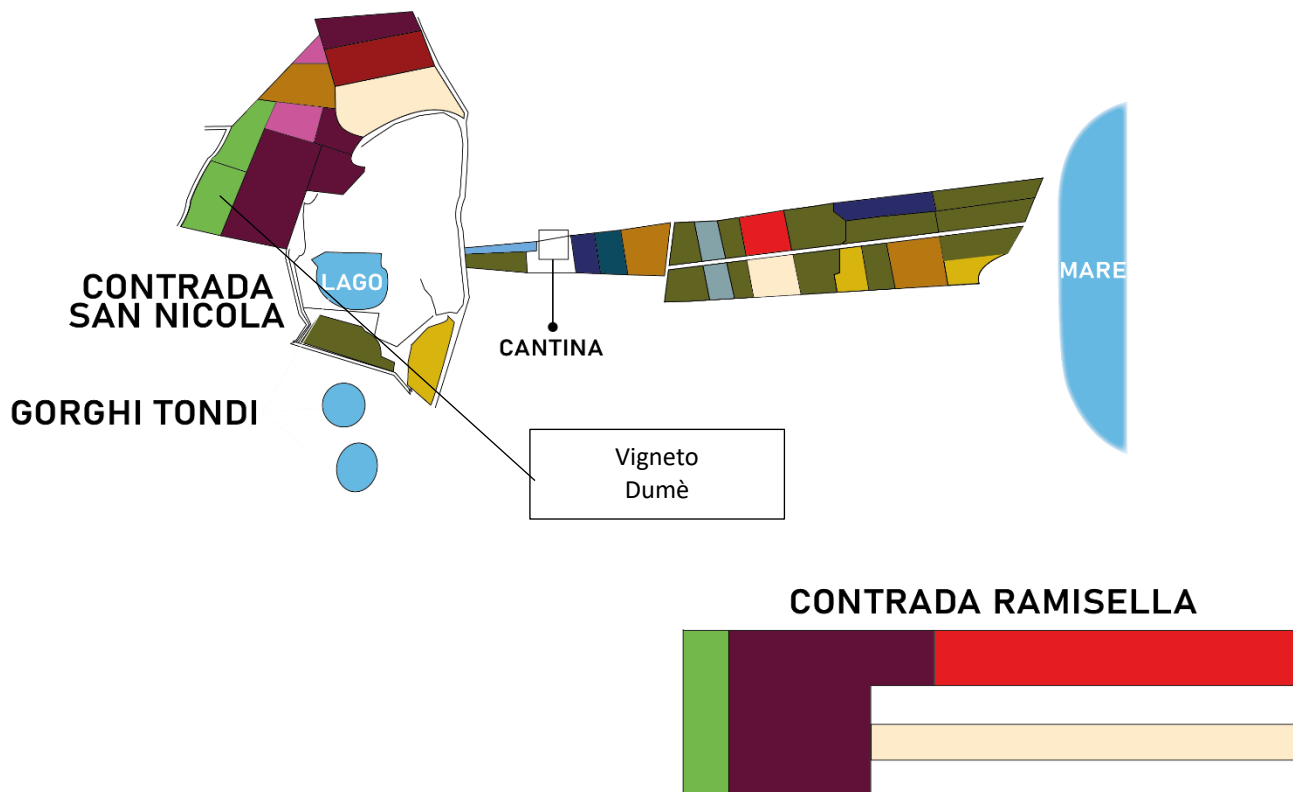 CONTRADA
SAN NICOLA
LAGO
MARE
CANTINA
GORGHI TONDI
Vigneto
Dumè
CONTRADA RAMISELLA